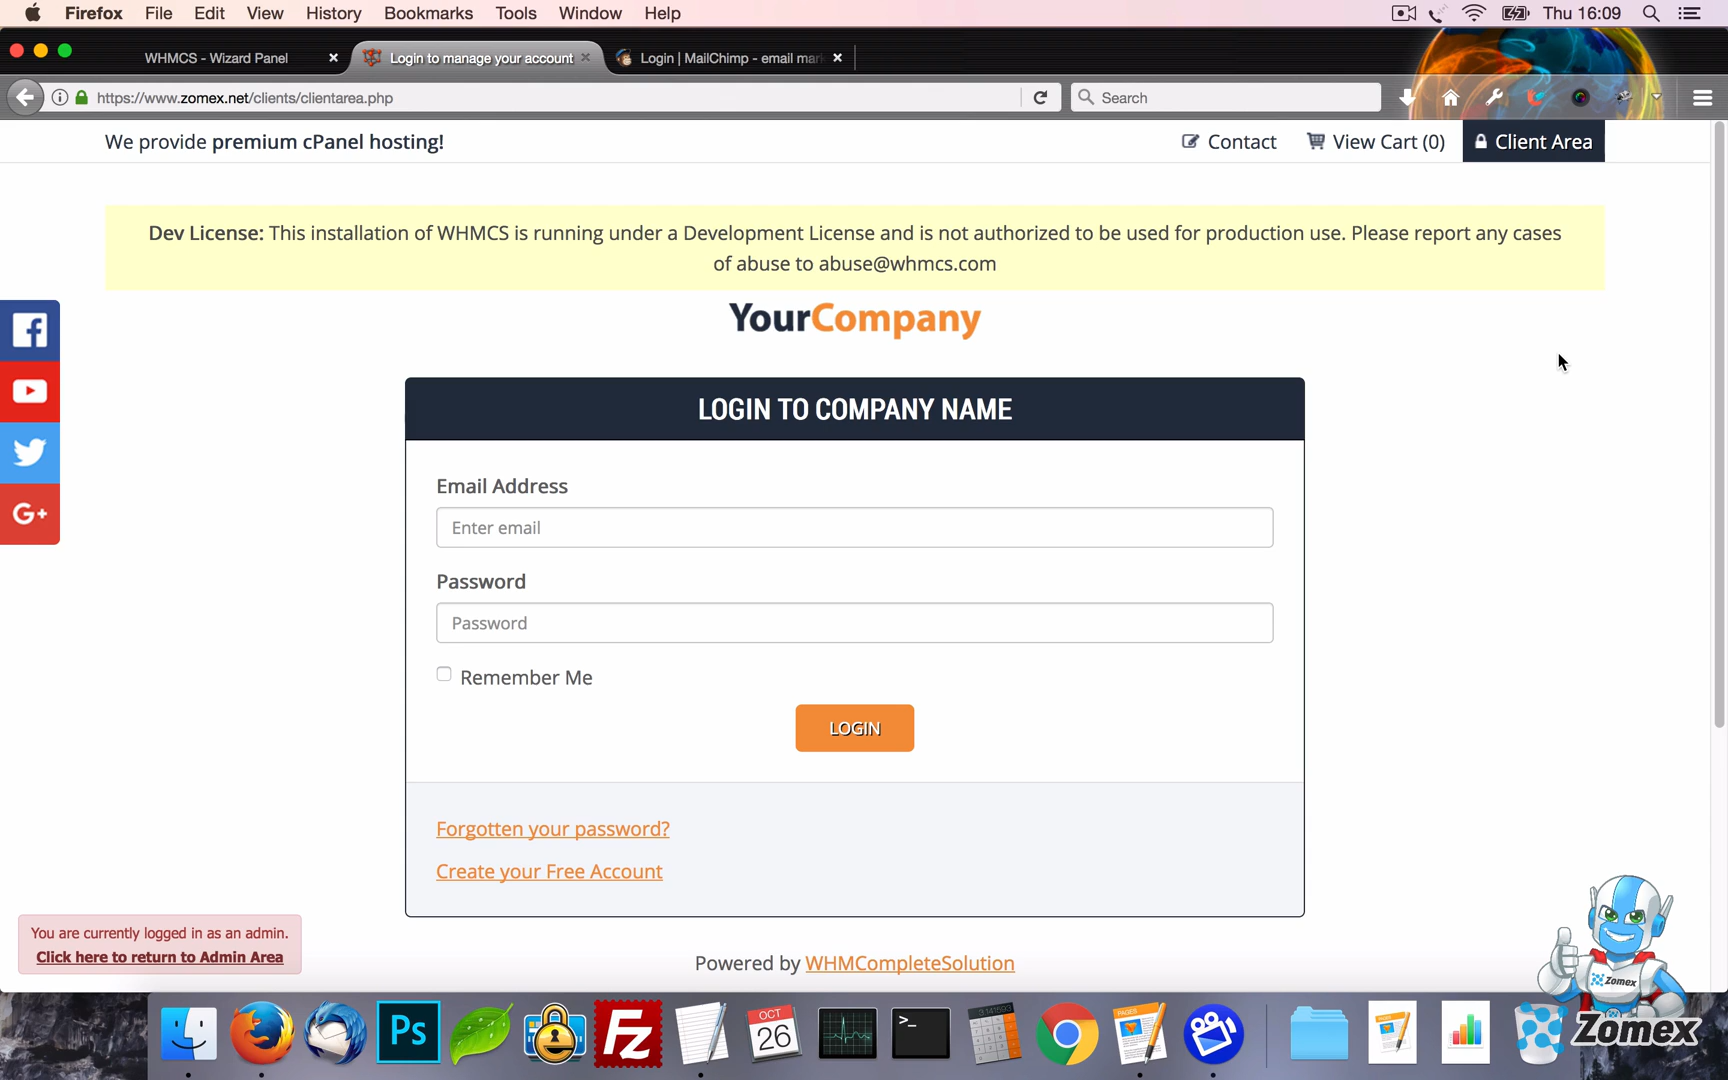 Firefox File Edit View History Bookmarks Tools Window Help Thu 16:09
WHMCS - Wizard Panel Login to manage your account Login | MailChimp - email mar
https://www.zomex.net/clients/clientarea.php Search
We provide premium cPanel hosting! Contact View Cart (0) Client Area
Dev License: This installation of WHMCS is running under a Development License and is not authorized to be used for production use. Please report any cases
of abuse to abuse@whmcs.com
YourCompany
LOGIN TO COMPANY NAME
Email Address
Enter email
Password
Password
Remember Me
LOGIN
Forgotten your password?
Create your Free Account
You are currently logged in as an admin.
Click here to return to Admin Area
Powered by WHMCompleteSolution
G+
Zomex
Ps
FZ
OCT
26
>_
3.141593
PAGES
Zomex